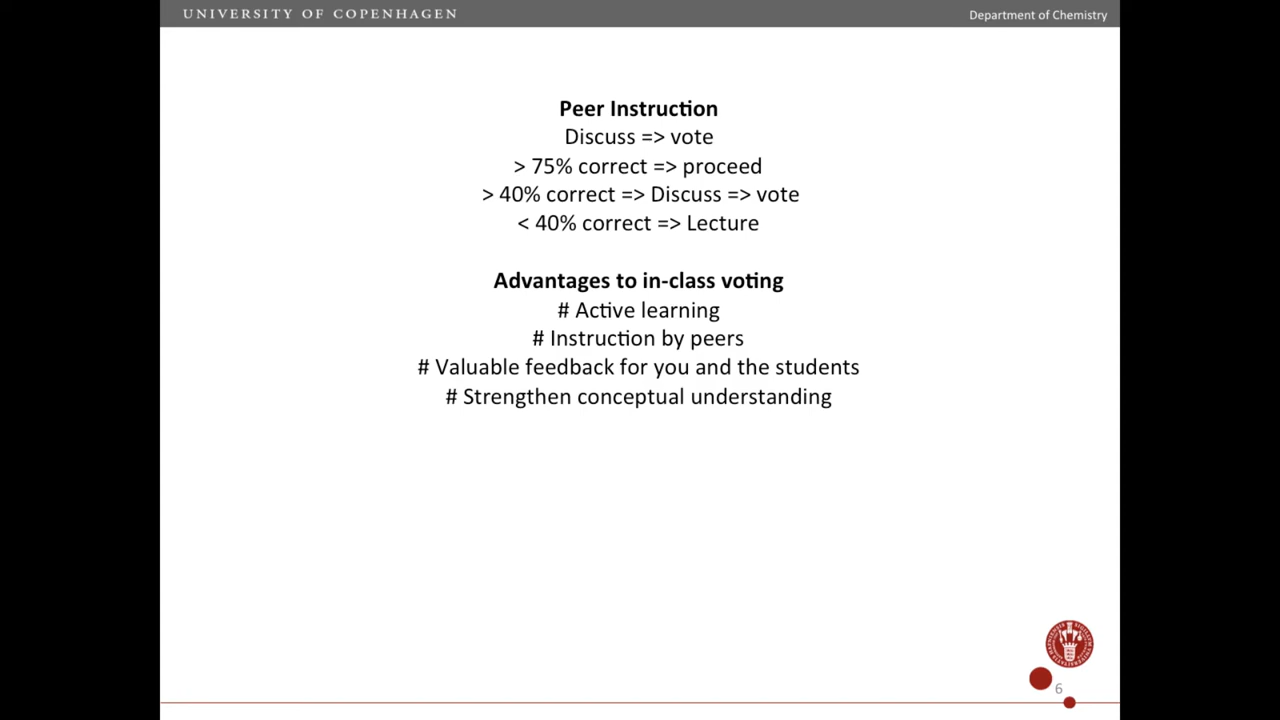 UNIVERSITY OF COPENHAGEN
Department of Chemistry
Peer Instruction
Discuss => vote
> 75% correct => proceed
> 40% correct => Discuss => vote
< 40% correct => Lecture
Advantages to in-class voting
# Active learning
# Instruction by peers
# Valuable feedback for you and the students
# Strengthen conceptual understanding
6